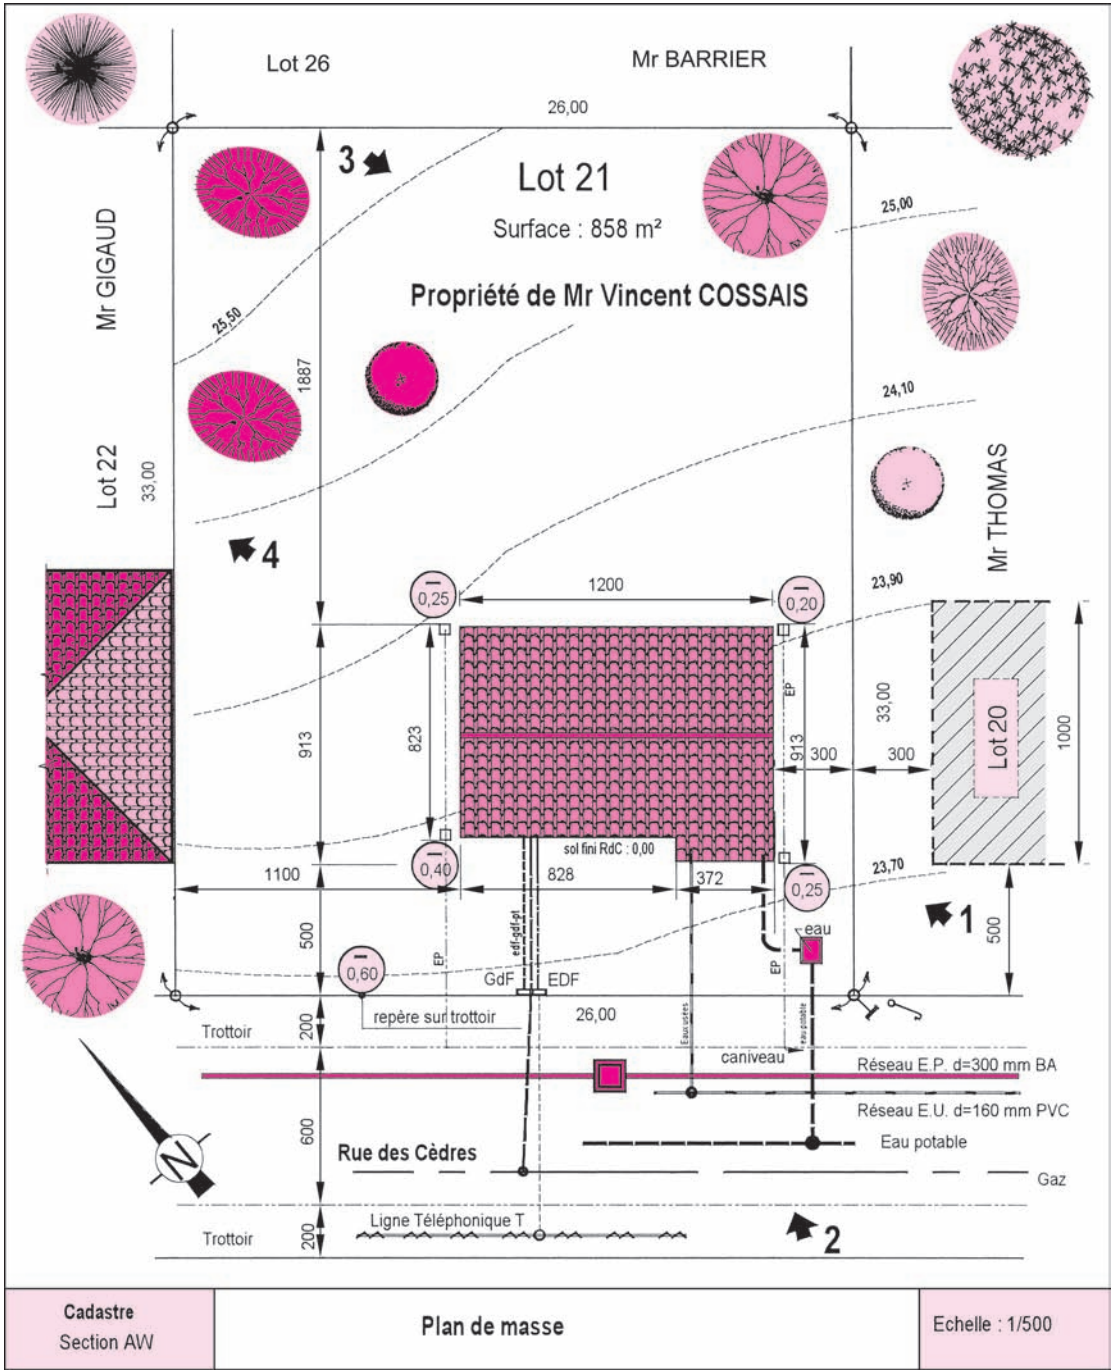 Lot 26
Mr BARRIER
26,00
3
Lot 21
Surface : 858 m²
25,00
Mr GIGAUD
Propriété de Mr Vincent COSSAIS
25,50
1887
24,10
Lot 22
33,00
Mr THOMAS
4
23,90
0,25
1200
0,20
EP
33,00
913
823
913
300
300
Lot 20
1000
sol fini RdC : 0,00
0,40
23,70
1100
828
372
0,25
1
500
edf-gdf-pt
eau
500
EP
EP
0,60
GdF
EDF
repère sur trottoir
26,00
Eaux usées
eau potable
Trottoir
200
caniveau
Réseau E.P. d=300 mm BA
Réseau E.U. d=160 mm PVC
600
Eau potable
Rue des Cèdres
N
Gaz
Ligne Téléphonique T
2
200
Trottoir
Cadastre
Section AW
Plan de masse
Echelle : 1/500